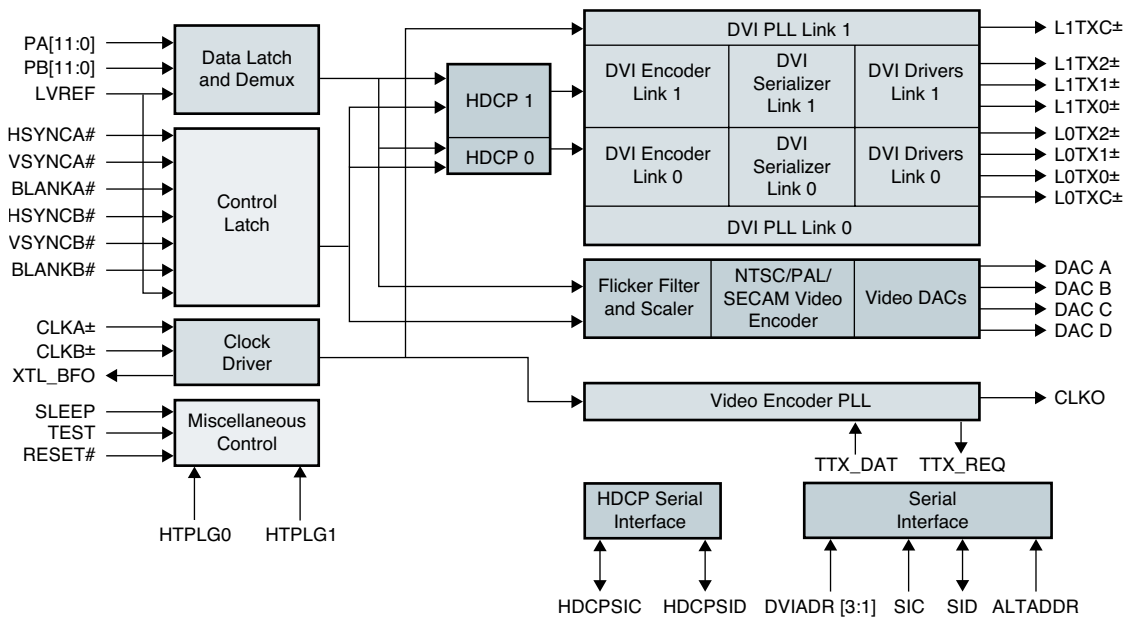 PA[11:0]
PB[11:0]
LVREF
HSYNCA#
VSYNCA#
BLANKA#
HSYNCB#
VSYNCB#
BLANKB#
CLKA±
CLKB±
XTL_BFO
SLEEP
TEST
RESET#
Data Latch
and Demux
Control
Latch
Clock
Driver
Miscellaneous
Control
HTPLG0
HTPLG1
HDCP 1
HDCP 0
DVI PLL Link 1
DVI Encoder
Link 1
DVI
Serializer
Link 1
DVI Drivers
Link 1
DVI Encoder
Link 0
DVI
Serializer
Link 0
DVI Drivers
Link 0
DVI PLL Link 0
L1TXC±
L1TX2±
L1TX1±
L1TX0±
L0TX2±
L0TX1±
L0TX0±
L0TXC±
Flicker Filter
and Scaler
NTSC/PAL/
SECAM Video
Encoder
Video DACs
DAC A
DAC B
DAC C
DAC D
Video Encoder PLL
CLKO
TTX_DAT
TTX_REQ
HDCP Serial
Interface
HDCPSIC
HDCPSID
Serial
Interface
DVIADR [3:1]
SIC
SID
ALTADDR